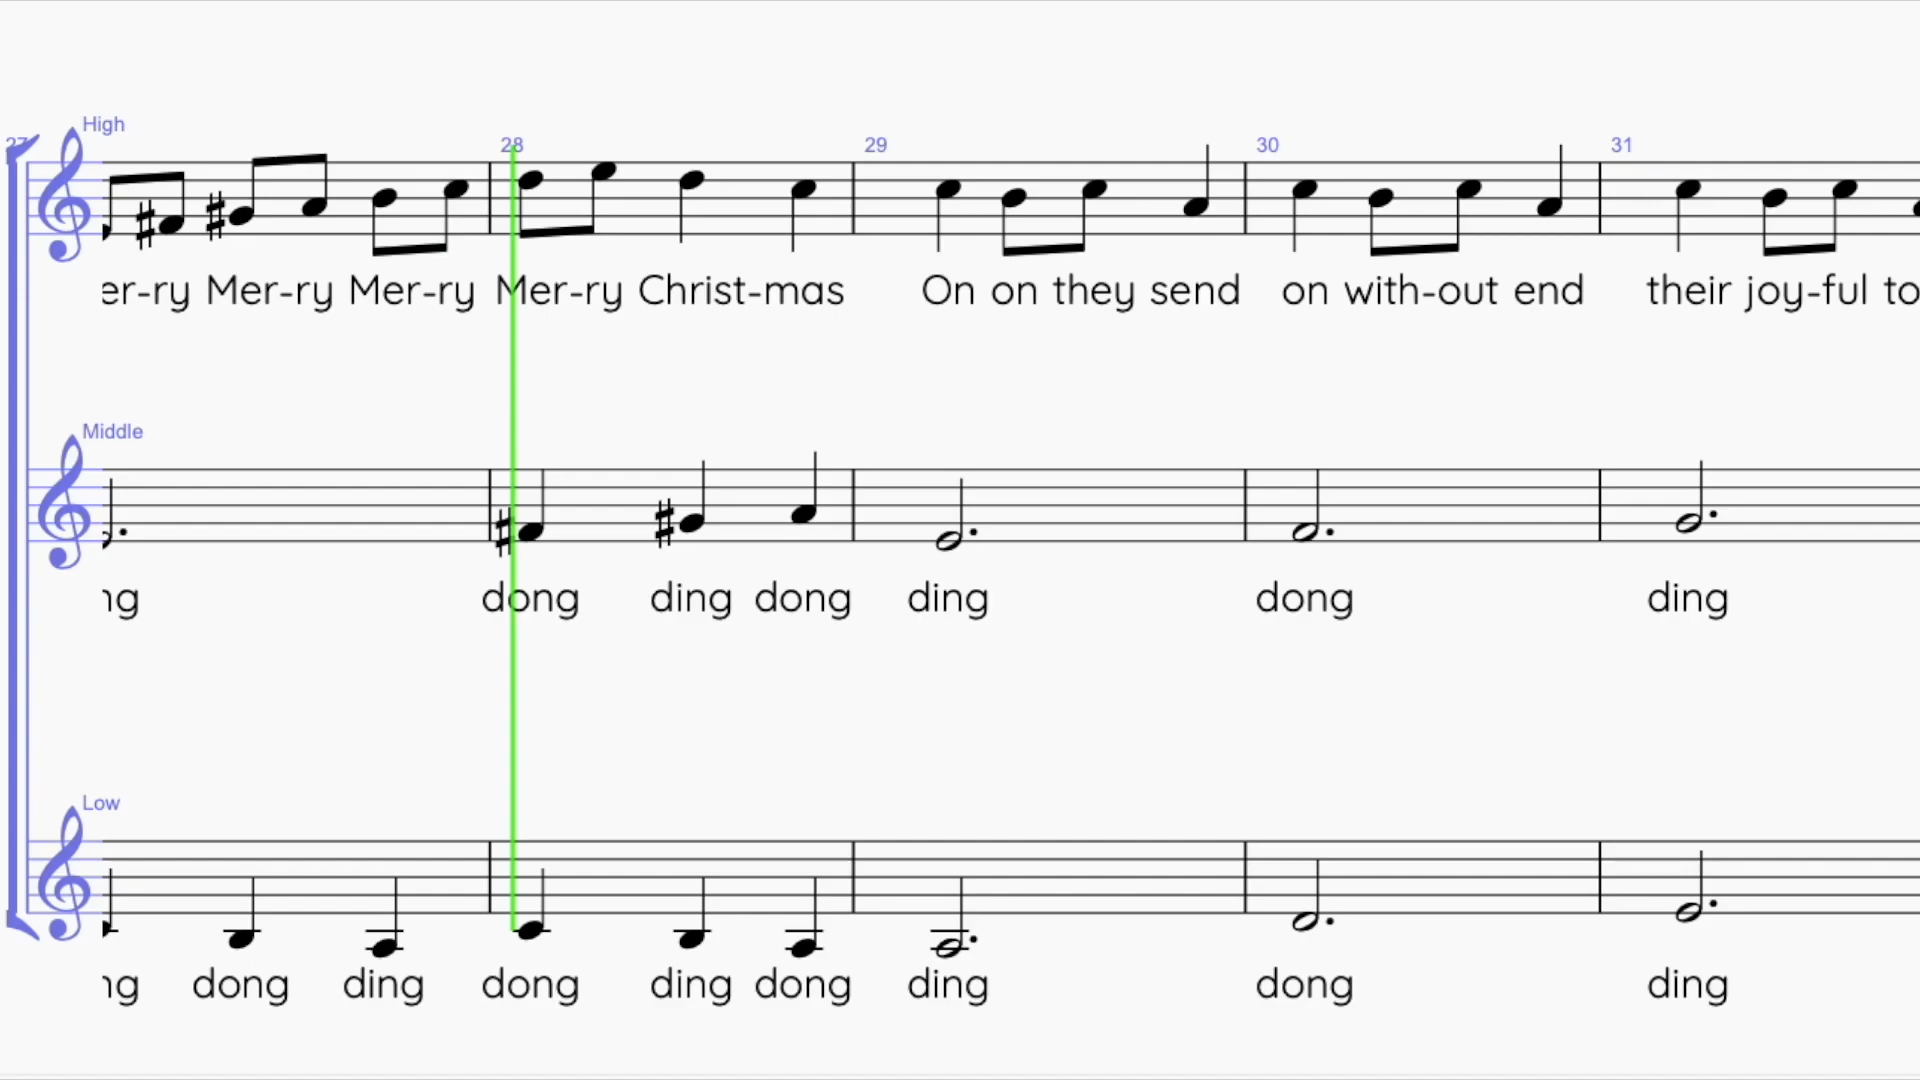 High
27 28 29 30 31
er-ry Mer-ry Mer-ry Mer-ry Christ-mas On on they send on with-out end their joy-ful to
Middle
ng dong ding dong ding dong ding
Low
ng dong ding dong ding dong ding dong ding